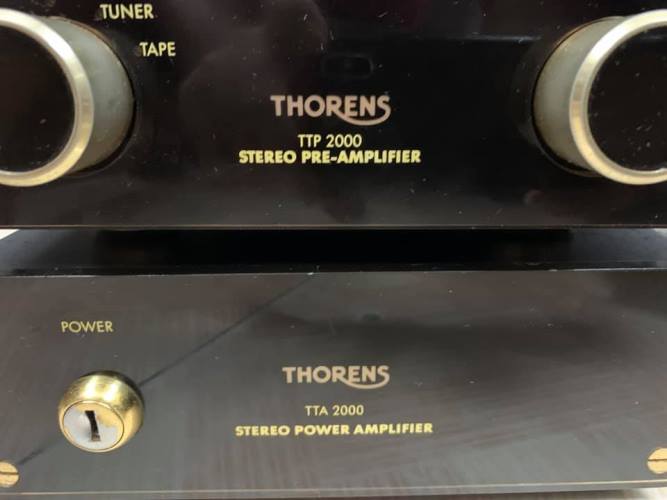 TUNER
TAPE
THORENS
TTP 2000
STEREO PRE-AMPLIFIER
POWER
THORENS
TTA 2000
STEREO POWER AMPLIFIER